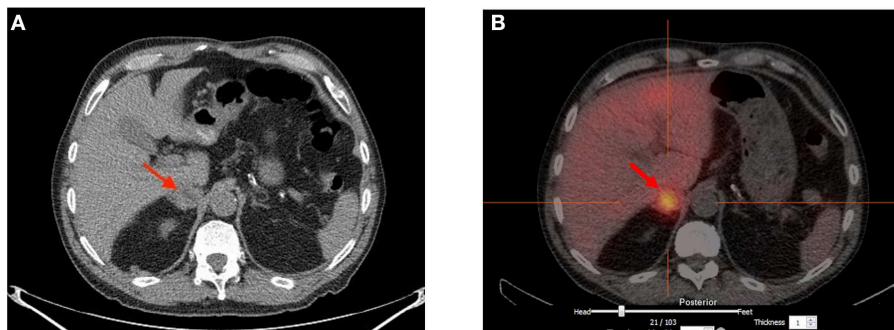 A
B
Posterior
Head
Feet
21 / 103
Thickness
1